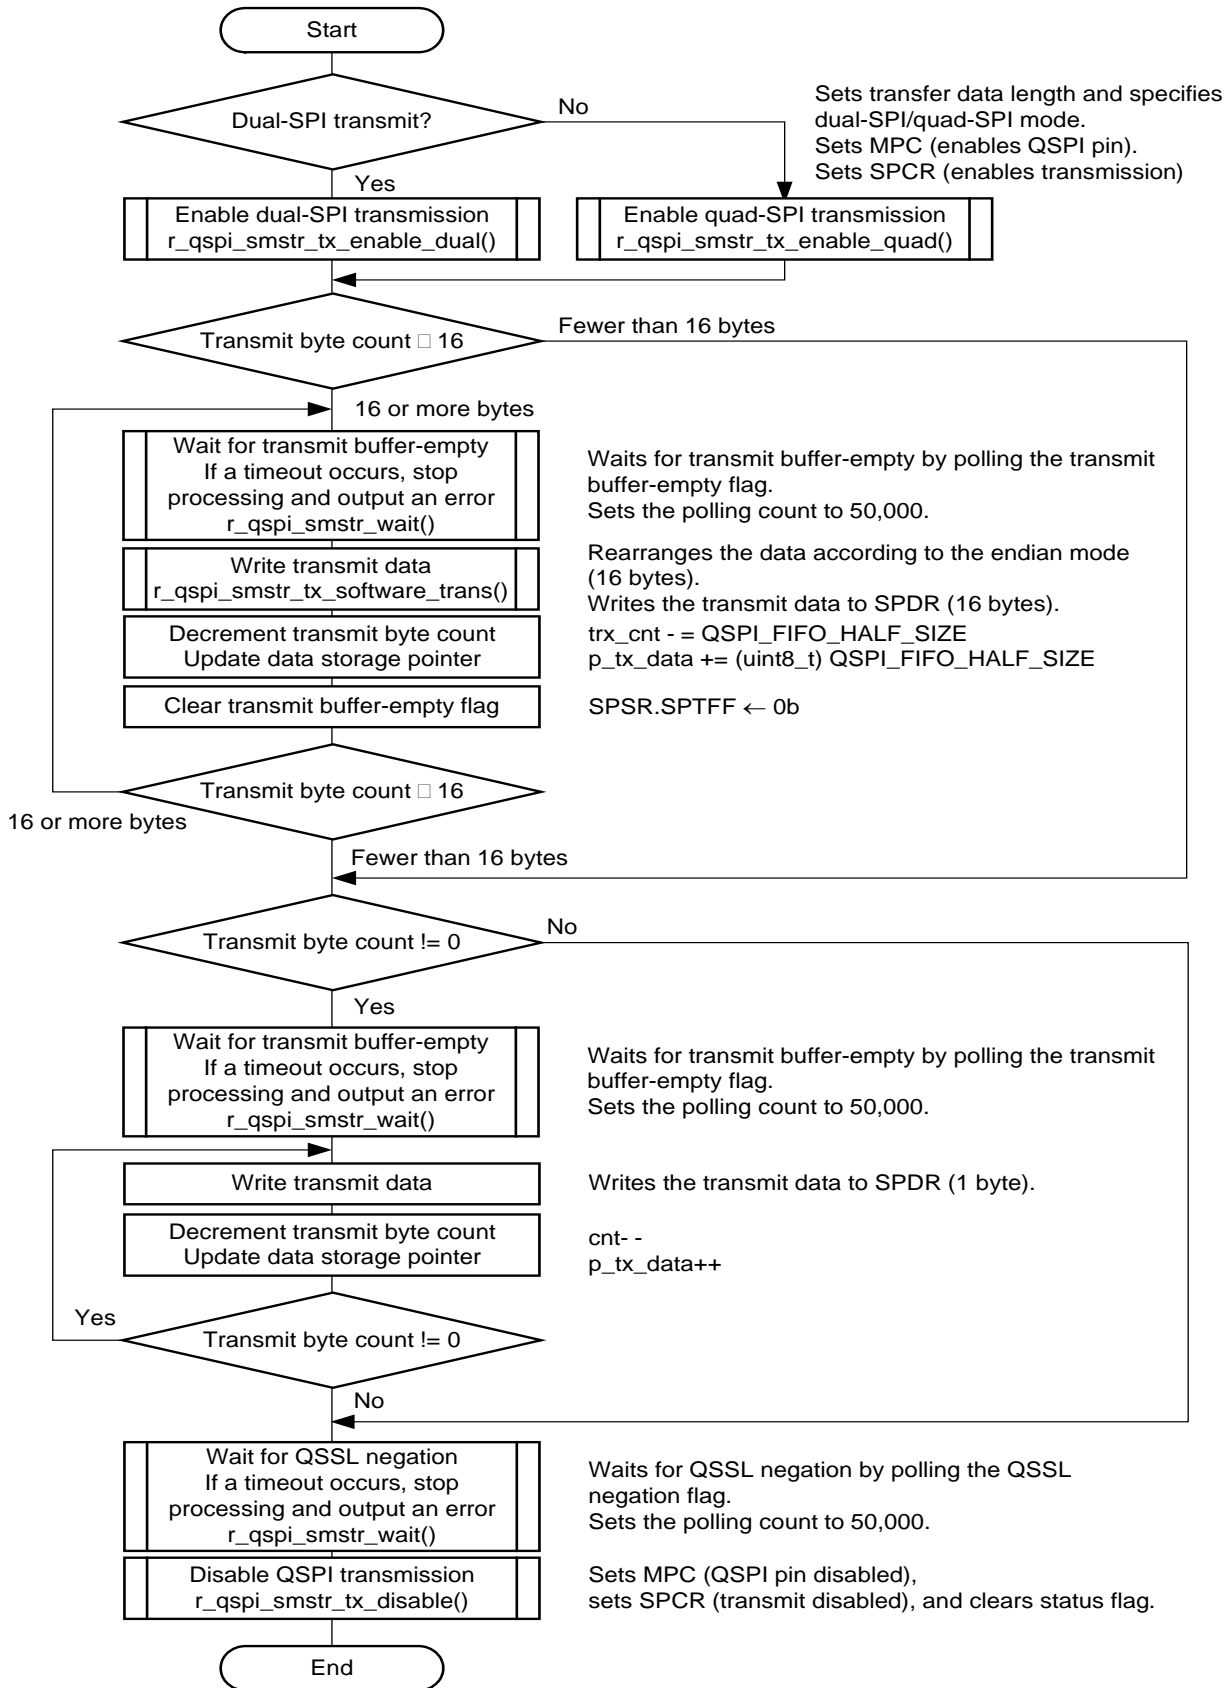 Start
Dual-SPI transmit?
No
Sets transfer data length and specifies
dual-SPI/quad-SPI mode.
Sets MPC (enables QSPI pin).
Sets SPCR (enables transmission)
Yes
Enable dual-SPI transmission
r_qspi_smstr_tx_enable_dual()
Enable quad-SPI transmission
r_qspi_smstr_tx_enable_quad()
Transmit byte count □ 16
Fewer than 16 bytes
16 or more bytes
Wait for transmit buffer-empty
If a timeout occurs, stop
processing and output an error
r_qspi_smstr_wait()
Waits for transmit buffer-empty by polling the transmit
buffer-empty flag.
Sets the polling count to 50,000.
Write transmit data
r_qspi_smstr_tx_software_trans()
Rearranges the data according to the endian mode
(16 bytes).
Writes the transmit data to SPDR (16 bytes).
Decrement transmit byte count
Update data storage pointer
trx_cnt - = QSPI_FIFO_HALF_SIZE
p_tx_data += (uint8_t) QSPI_FIFO_HALF_SIZE
Clear transmit buffer-empty flag
SPSR.SPTFF ← 0b
Transmit byte count □ 16
16 or more bytes
Fewer than 16 bytes
Transmit byte count != 0
No
Yes
Wait for transmit buffer-empty
If a timeout occurs, stop
processing and output an error
r_qspi_smstr_wait()
Waits for transmit buffer-empty by polling the transmit
buffer-empty flag.
Sets the polling count to 50,000.
Write transmit data
Writes the transmit data to SPDR (1 byte).
Decrement transmit byte count
Update data storage pointer
cnt- -
p_tx_data++
Yes
Transmit byte count != 0
No
Wait for QSSL negation
If a timeout occurs, stop
processing and output an error
r_qspi_smstr_wait()
Waits for QSSL negation by polling the QSSL
negation flag.
Sets the polling count to 50,000.
Disable QSPI transmission
r_qspi_smstr_tx_disable()
Sets MPC (QSPI pin disabled),
sets SPCR (transmit disabled), and clears status flag.
End